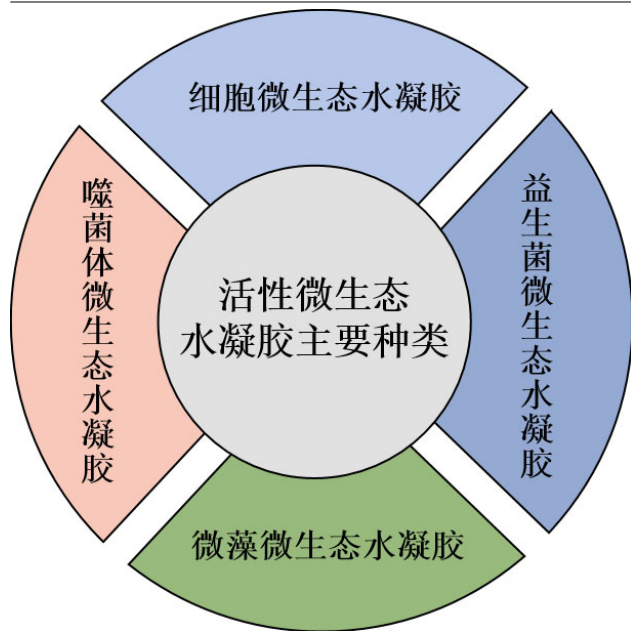 细胞微生态水凝胶
益生菌微生态水凝胶
噬菌体微生态水凝胶
活性微生态
水凝胶主要种类
微藻微生态水凝胶